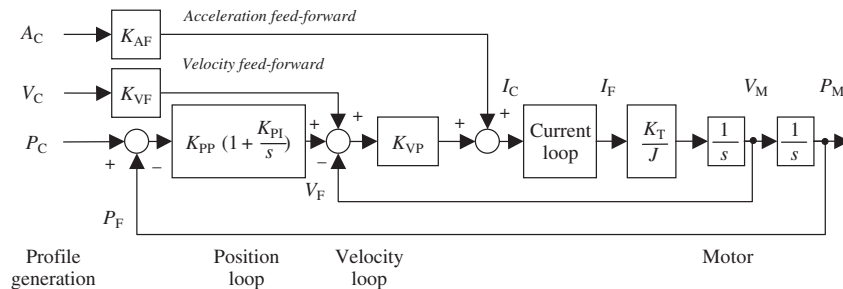 A_C
K_AF
Acceleration feed-forward
V_C
K_VF
Velocity feed-forward
I_C
I_F
V_M
P_M
P_C
+
−
K_PP (1 + K_PI/s)
+
+
−
K_VP
+
+
Current
loop
K_T/J
1/s
1/s
V_F
P_F
Profile
generation
Position
loop
Velocity
loop
Motor